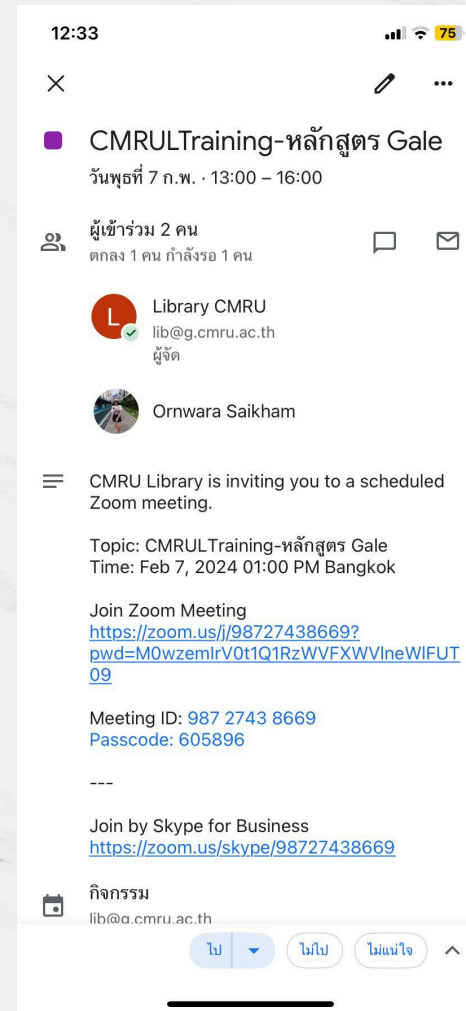 12:33
75
CMRULTraining-หลักสูตร Gale
วันพุธที่ 7 ก.พ. · 13:00 – 16:00
ผู้เข้าร่วม 2 คน
ตกลง 1 คน กำลังรอ 1 คน
L
Library CMRU
lib@g.cmru.ac.th
ผู้จัด
Ornwara Saikham
CMRU Library is inviting you to a scheduled
Zoom meeting.
Topic: CMRULTraining-หลักสูตร Gale
Time: Feb 7, 2024 01:00 PM Bangkok
Join Zoom Meeting
https://zoom.us/j/98727438669?
pwd=M0wzemIrV0t1Q1RzWVFXWVlneWlFUT
09
Meeting ID: 987 2743 8669
Passcode: 605896
---
Join by Skype for Business
https://zoom.us/skype/98727438669
กิจกรรม
lib@g.cmru.ac.th
ไป
ไม่ไป
ไม่แน่ใจ